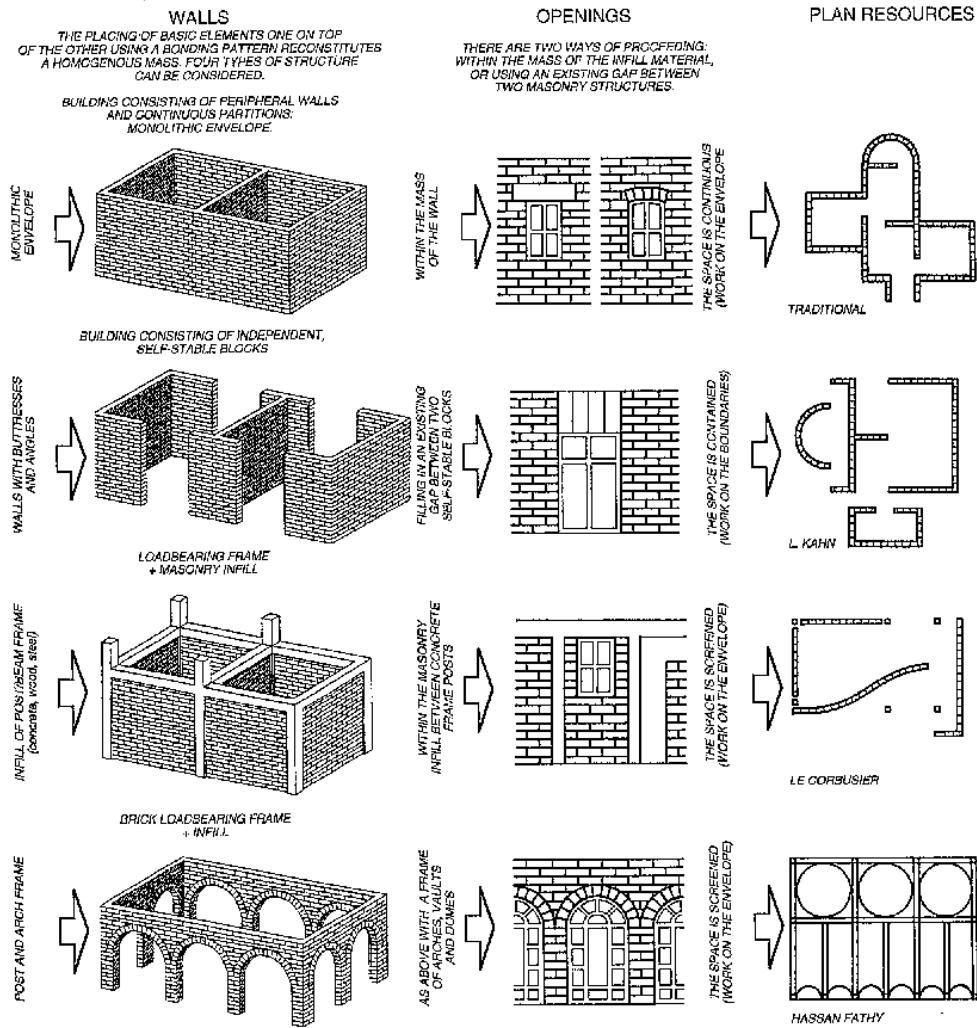 WALLS
THE PLACING OF BASIC ELEMENTS ONE ON TOP
OF THE OTHER USING A BONDING PATTERN RECONSTITUTES
A HOMOGENOUS MASS. FOUR TYPES OF STRUCTURE
CAN BE CONSIDERED.
OPENINGS
THERE ARE TWO WAYS OF PROCEEDING:
WITHIN THE MASS OF THE INFILL MATERIAL,
OR USING AN EXISTING GAP BETWEEN
TWO MASONRY STRUCTURES.
PLAN RESOURCES
BUILDING CONSISTING OF PERIPHERAL WALLS
AND CONTINUOUS PARTITIONS:
MONOLITHIC ENVELOPE.
MONOLITHIC
ENVELOPE
WITHIN THE MASS
OF THE WALL
THE SPACE IS CONTINUOUS
(WORK ON THE ENVELOPE)
TRADITIONAL
BUILDING CONSISTING OF INDEPENDENT,
SELF-STABLE BLOCKS
WALLS WITH BUTTRESSES
AND ANGLES
FILLING IN AN EXISTING
GAP BETWEEN TWO
SELF-STABLE BLOCKS
THE SPACE IS CONTAINED
(WORK ON THE BOUNDARIES)
L. KAHN
LOADBEARING FRAME
+ MASONRY INFILL
INFILL OF POST/BEAM FRAME
(concrete, wood, steel)
WITHIN THE MASONRY
INFILL BETWEEN CONCRETE
FRAME POSTS
THE SPACE IS SCREENED
(WORK ON THE ENVELOPE)
LE CORBUSIER
BRICK LOADBEARING FRAME
+ INFILL
POST AND ARCH FRAME
AS ABOVE WITH A FRAME
OF ARCHES, VAULTS
AND DOMES
THE SPACE IS SCREENED
(WORK ON THE ENVELOPE)
HASSAN FATHY